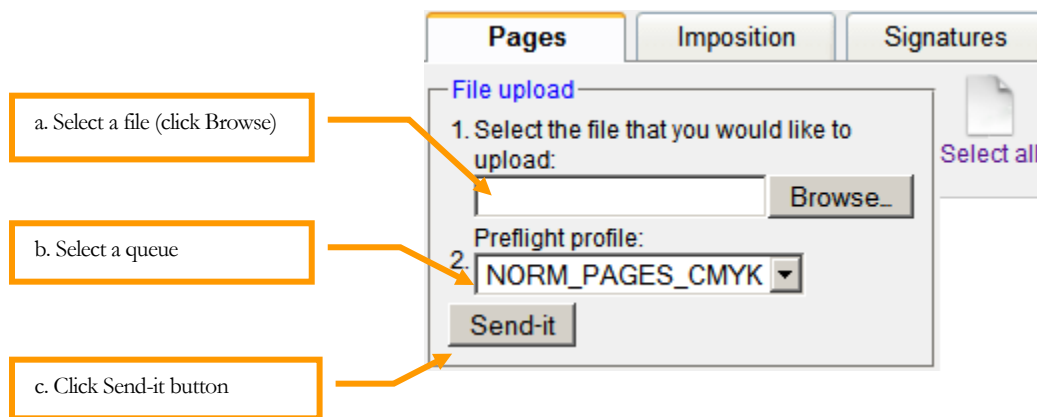 Pages
Imposition
Signatures
File upload
a. Select a file (click Browse)
1. Select the file that you would like to
upload:
Select all
Browse...
b. Select a queue
Preflight profile:
2.
NORM_PAGES_CMYK
Send-it
c. Click Send-it button